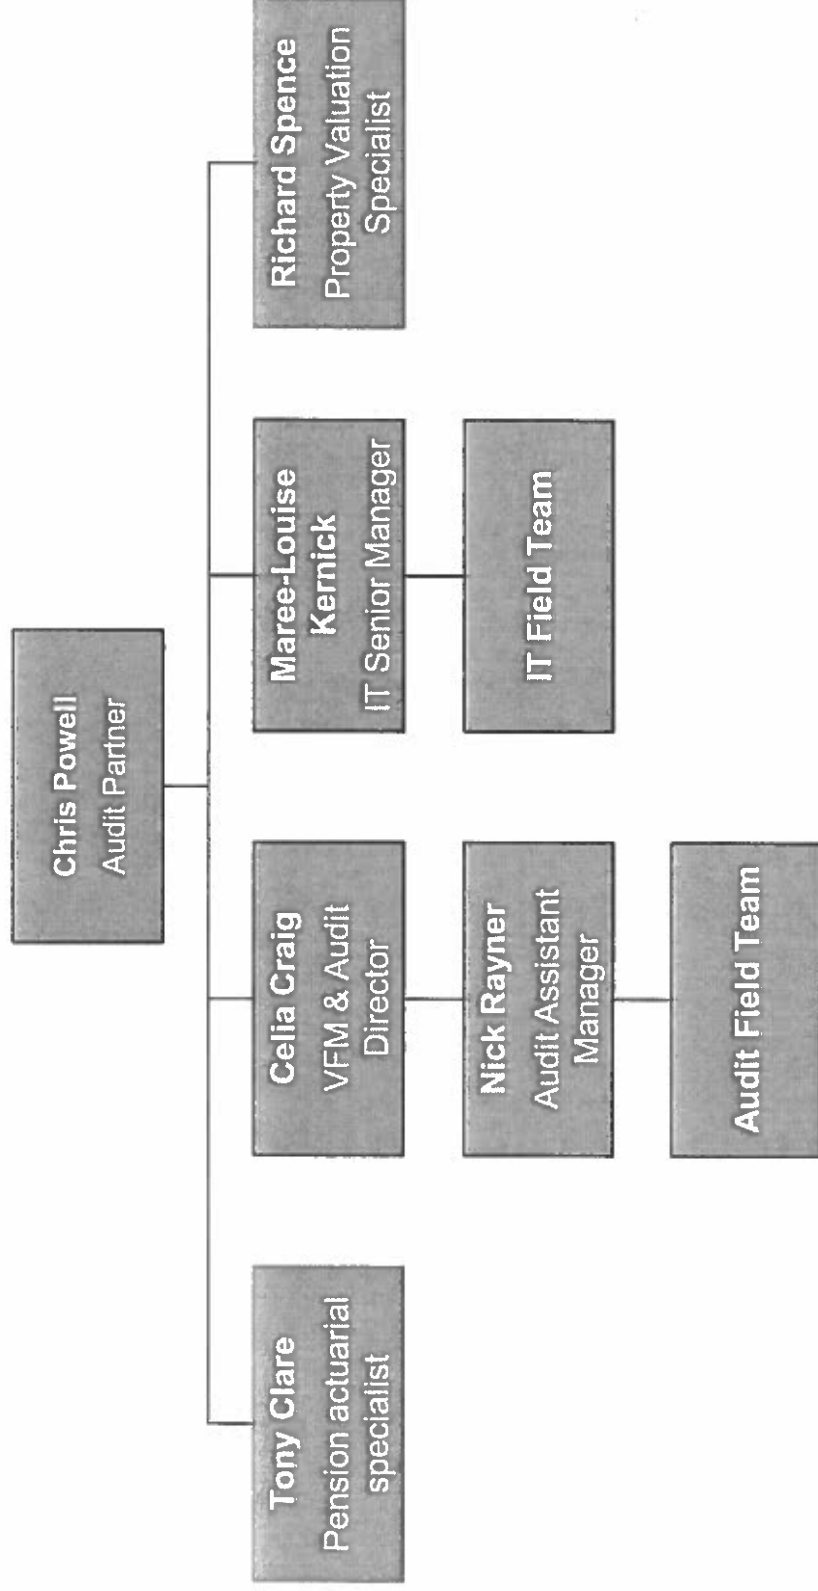 Chris Powell
Audit Partner
Tony Clare
Pension actuarial
specialist
Celia Craig
VFM & Audit
Director
Maree-Louise
Kernick
IT Senior Manager
Richard Spence
Property Valuation
Specialist
Nick Rayner
Audit Assistant
Manager
IT Field Team
Audit Field Team